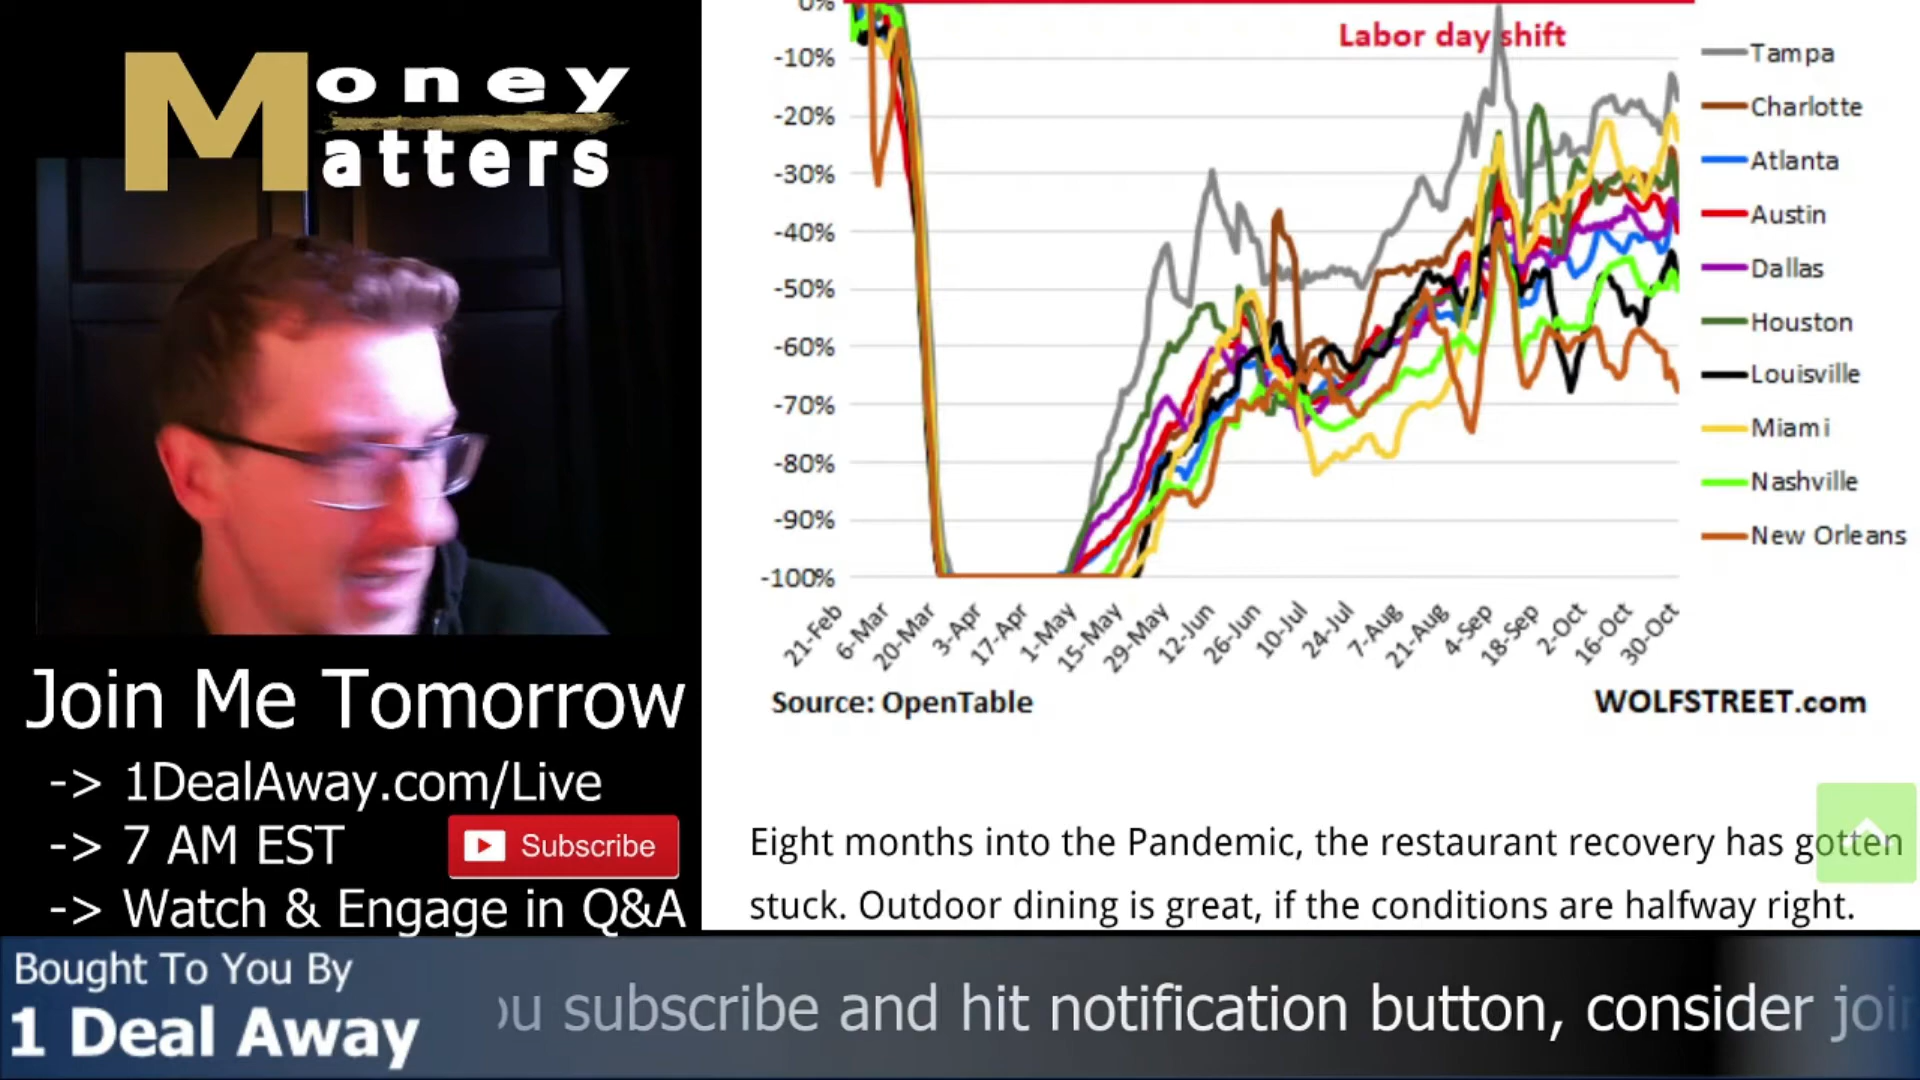 Money
Matters
Join Me Tomorrow
-> 1DealAway.com/Live
-> 7 AM EST
Subscribe
-> Watch & Engage in Q&A
0%
-10%
-20%
-30%
-40%
-50%
-60%
-70%
-80%
-90%
-100%
Labor day shift
Tampa
Charlotte
Atlanta
Austin
Dallas
Houston
Louisville
Miami
Nashville
New Orleans
21-Feb
6-Mar
20-Mar
3-Apr
17-Apr
1-May
15-May
29-May
12-Jun
26-Jun
10-Jul
24-Jul
7-Aug
21-Aug
4-Sep
18-Sep
2-Oct
16-Oct
30-Oct
Source: OpenTable
WOLFSTREET.com
Eight months into the Pandemic, the restaurant recovery has gotten
stuck. Outdoor dining is great, if the conditions are halfway right.
Bought To You By
1 Deal Away
subscribe and hit notification button, consider